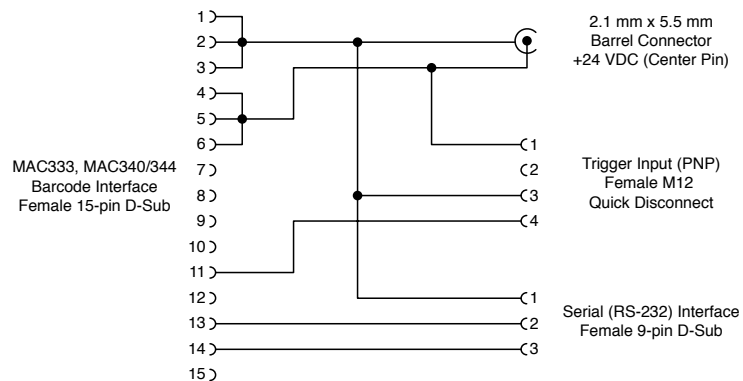 1
2
3
4
5
6
7
8
9
10
11
12
13
14
15
MAC333, MAC340/344
Barcode Interface
Female 15-pin D-Sub
2.1 mm x 5.5 mm
Barrel Connector
+24 VDC (Center Pin)
1
2
3
4
Trigger Input (PNP)
Female M12
Quick Disconnect
1
2
3
Serial (RS-232) Interface
Female 9-pin D-Sub